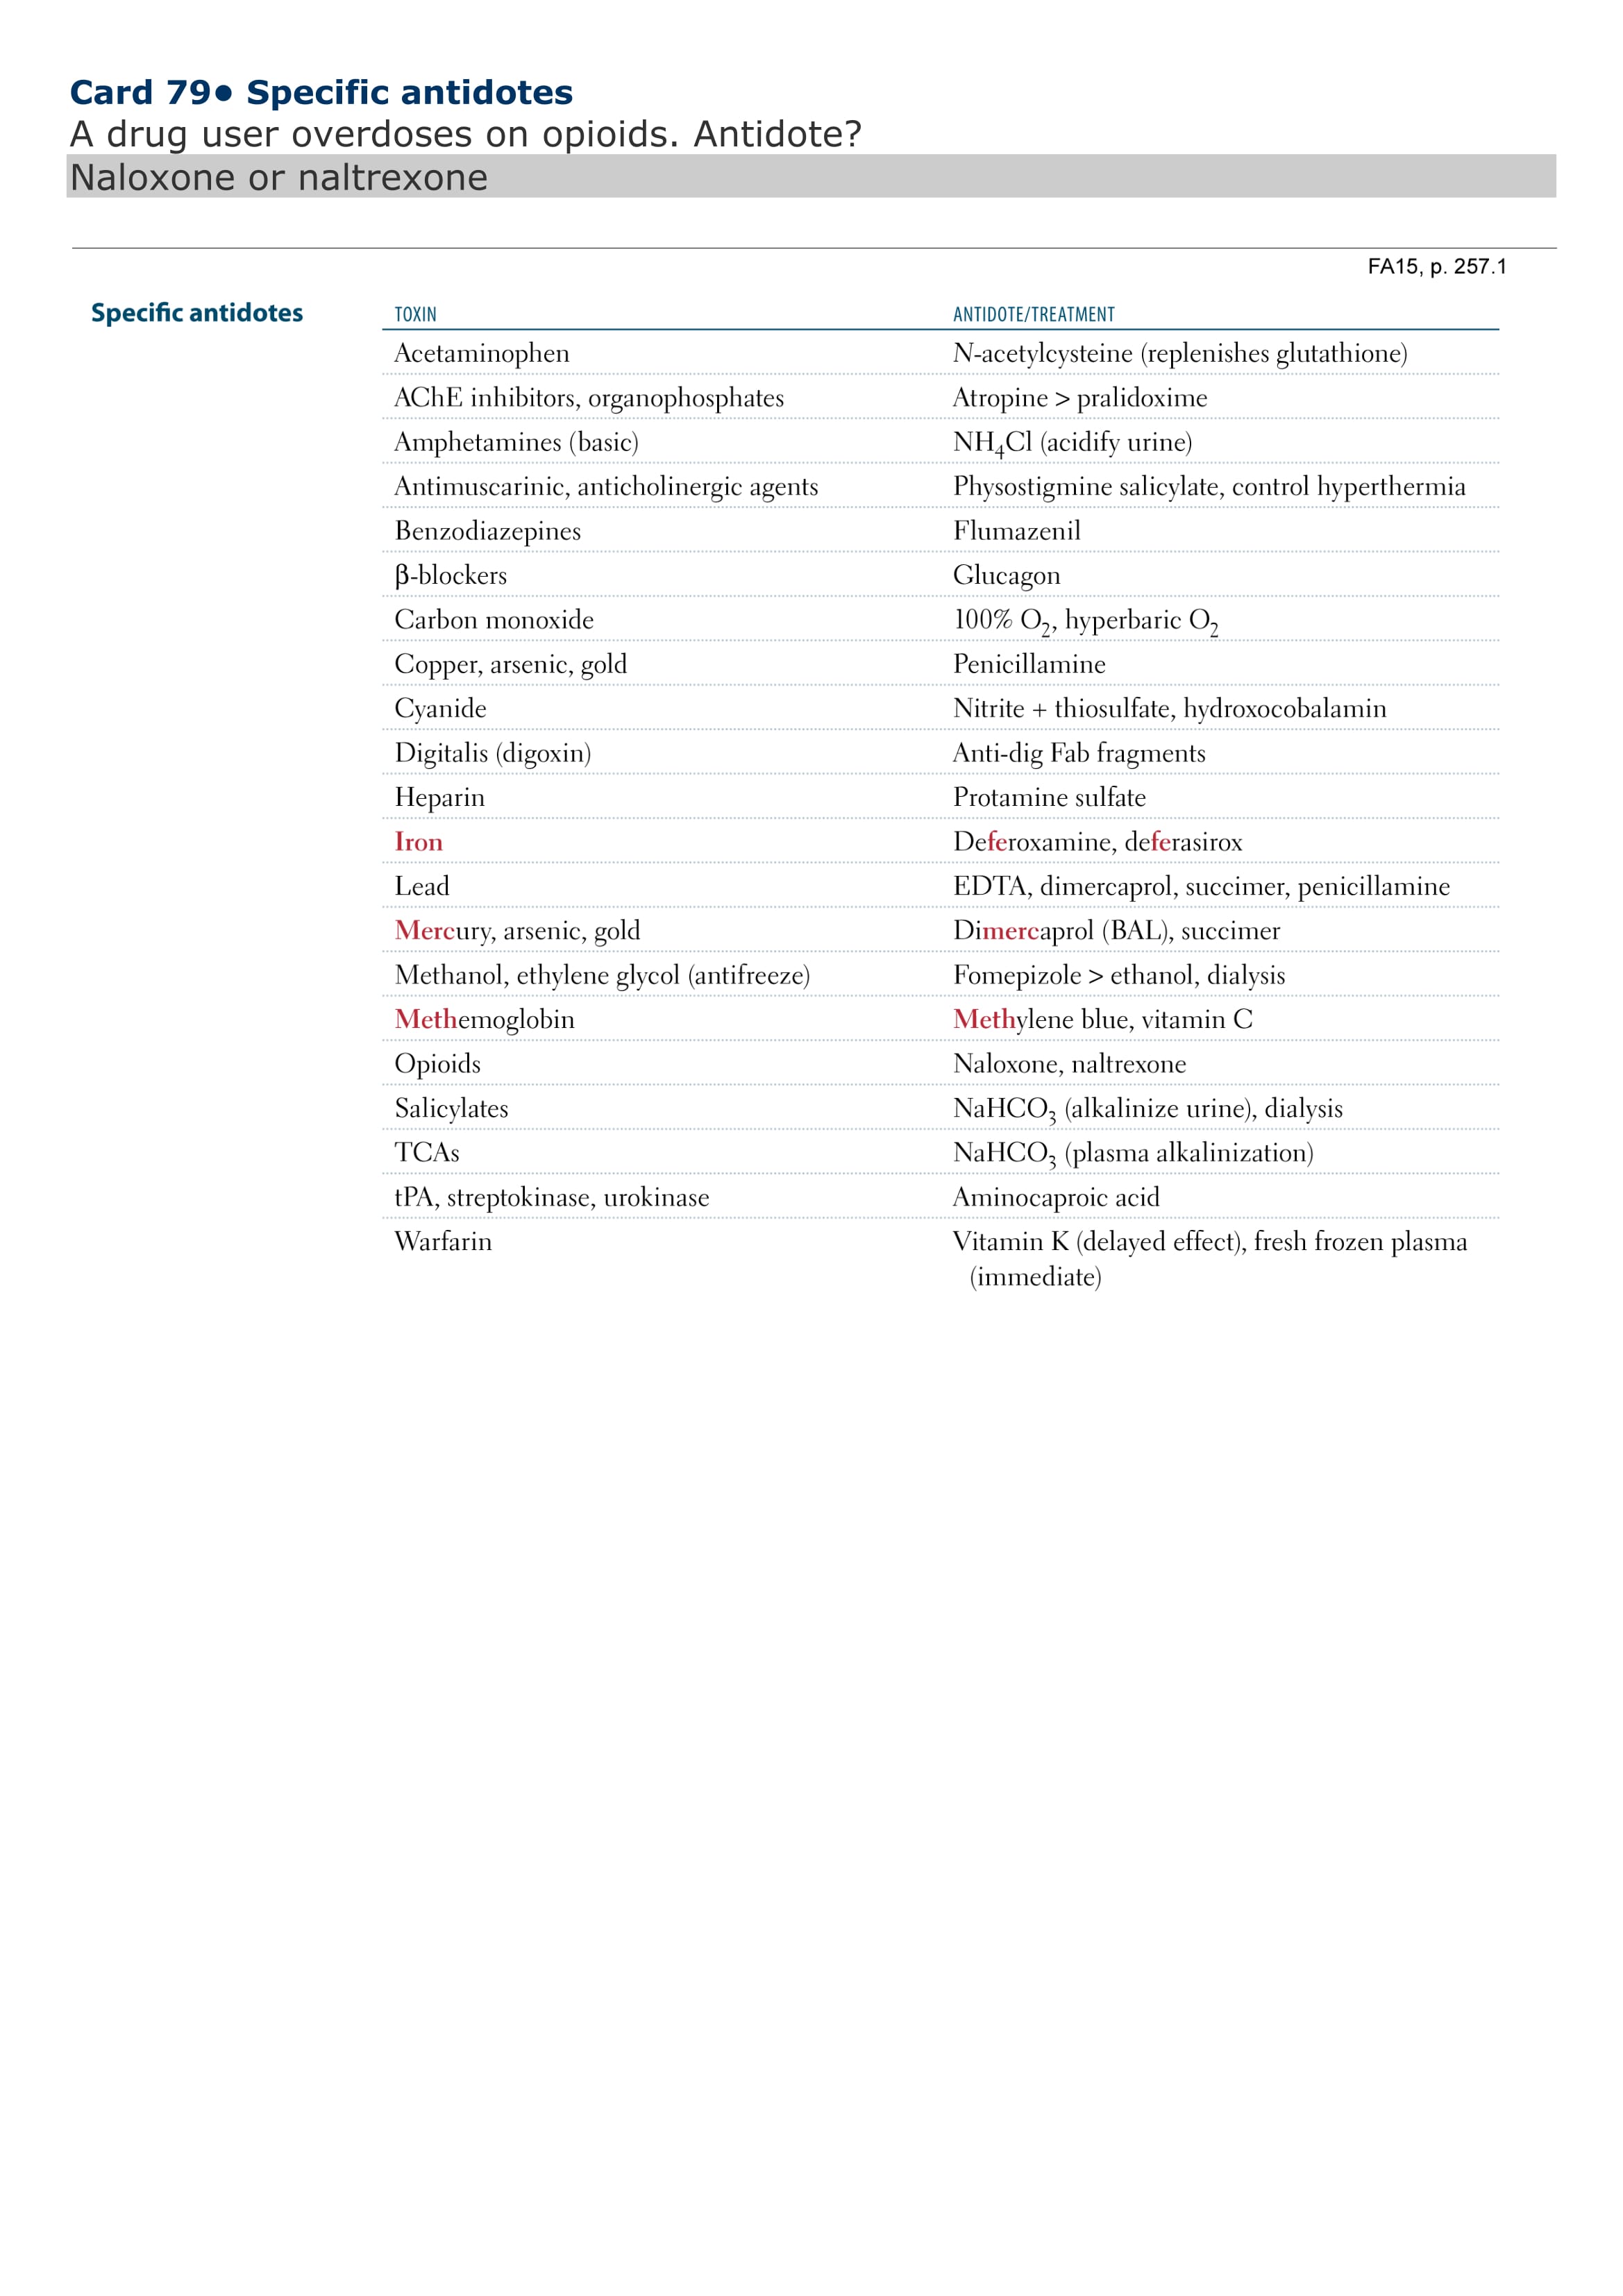 Card 79• Specific antidotes
A drug user overdoses on opioids. Antidote?
Naloxone or naltrexone
FA15, p. 257.1
Specific antidotes TOXIN ANTIDOTE/TREATMENT
Acetaminophen N-acetylcysteine (replenishes glutathione)
AChE inhibitors, organophosphates Atropine > pralidoxime
Amphetamines (basic) NH₄Cl (acidify urine)
Antimuscarinic, anticholinergic agents Physostigmine salicylate, control hyperthermia
Benzodiazepines Flumazenil
β-blockers Glucagon
Carbon monoxide 100% O₂, hyperbaric O₂
Copper, arsenic, gold Penicillamine
Cyanide Nitrite + thiosulfate, hydroxocobalamin
Digitalis (digoxin) Anti-dig Fab fragments
Heparin Protamine sulfate
Iron Deferoxamine, deferasirox
Lead EDTA, dimercaprol, succimer, penicillamine
Mercury, arsenic, gold Dimercaprol (BAL), succimer
Methanol, ethylene glycol (antifreeze) Fomepizole > ethanol, dialysis
Methemoglobin Methylene blue, vitamin C
Opioids Naloxone, naltrexone
Salicylates NaHCO₃ (alkalinize urine), dialysis
TCAs NaHCO₃ (plasma alkalinization)
tPA, streptokinase, urokinase Aminocaproic acid
Warfarin Vitamin K (delayed effect), fresh frozen plasma
(immediate)